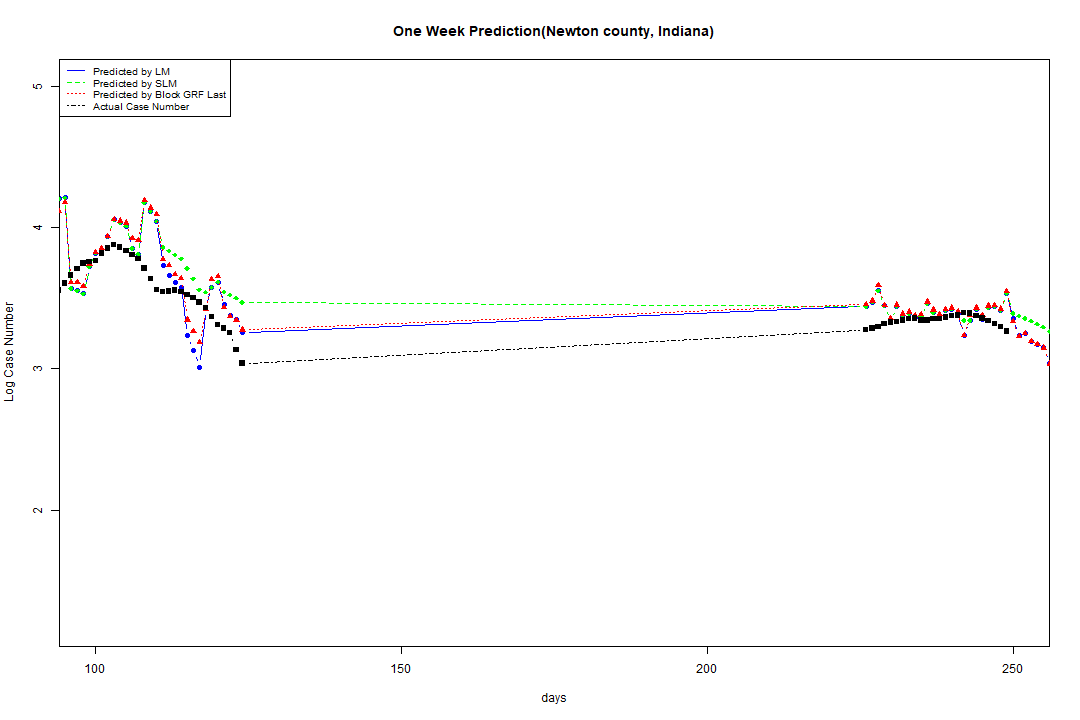 One Week Prediction(Newton county, Indiana)
Predicted by LM
Predicted by SLM
Predicted by Block GRF Last
Actual Case Number
5
4
3
2
Log Case Number
100 150 200 250
days